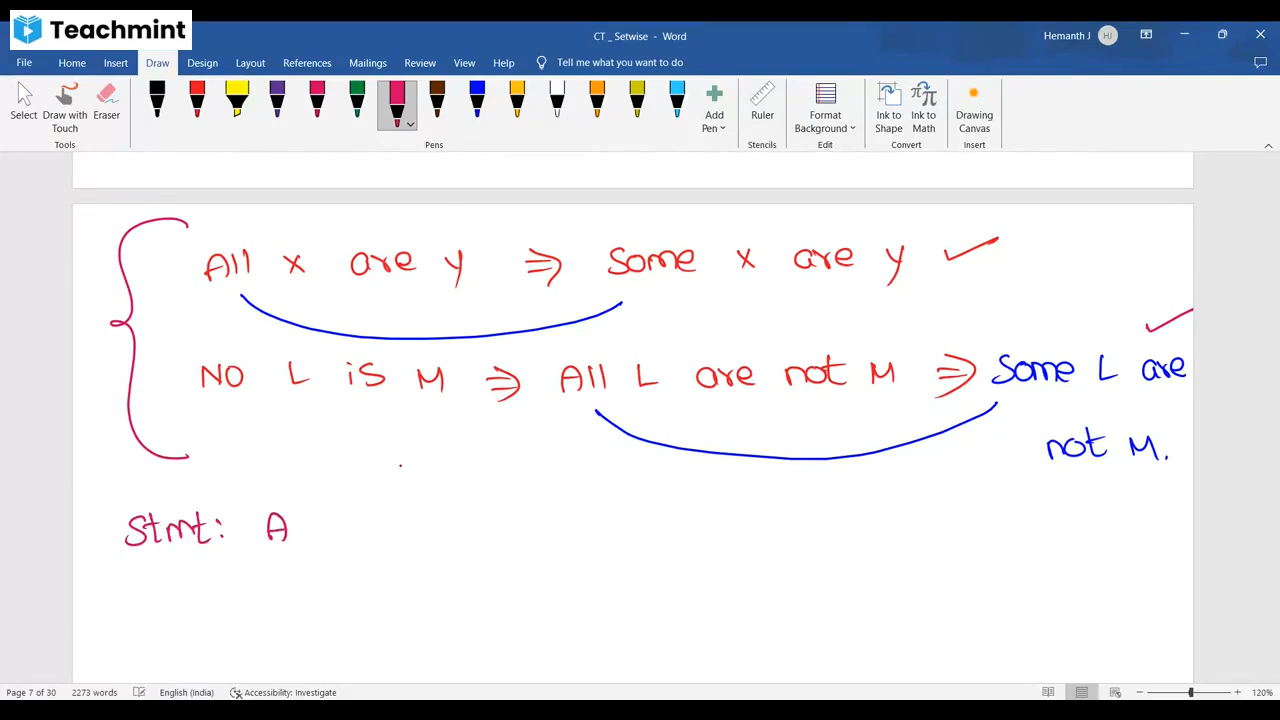 Teachmint
CT _ Setwise - Word
Hemanth J
HJ
File Home Insert Draw Design Layout References Mailings Review View Help Tell me what you want to do
Select Draw with Touch Eraser Add Pen Ruler Format Background Ink to Shape Ink to Math Drawing Canvas
Tools Pens Stencils Edit Convert Insert
All x are y ⇒ Some x are y ✓
No L is M ⇒ All L are not M ⇒ Some L are
not M.
Stmt: A
Page 7 of 30 2273 words English (India) Accessibility: Investigate 120%